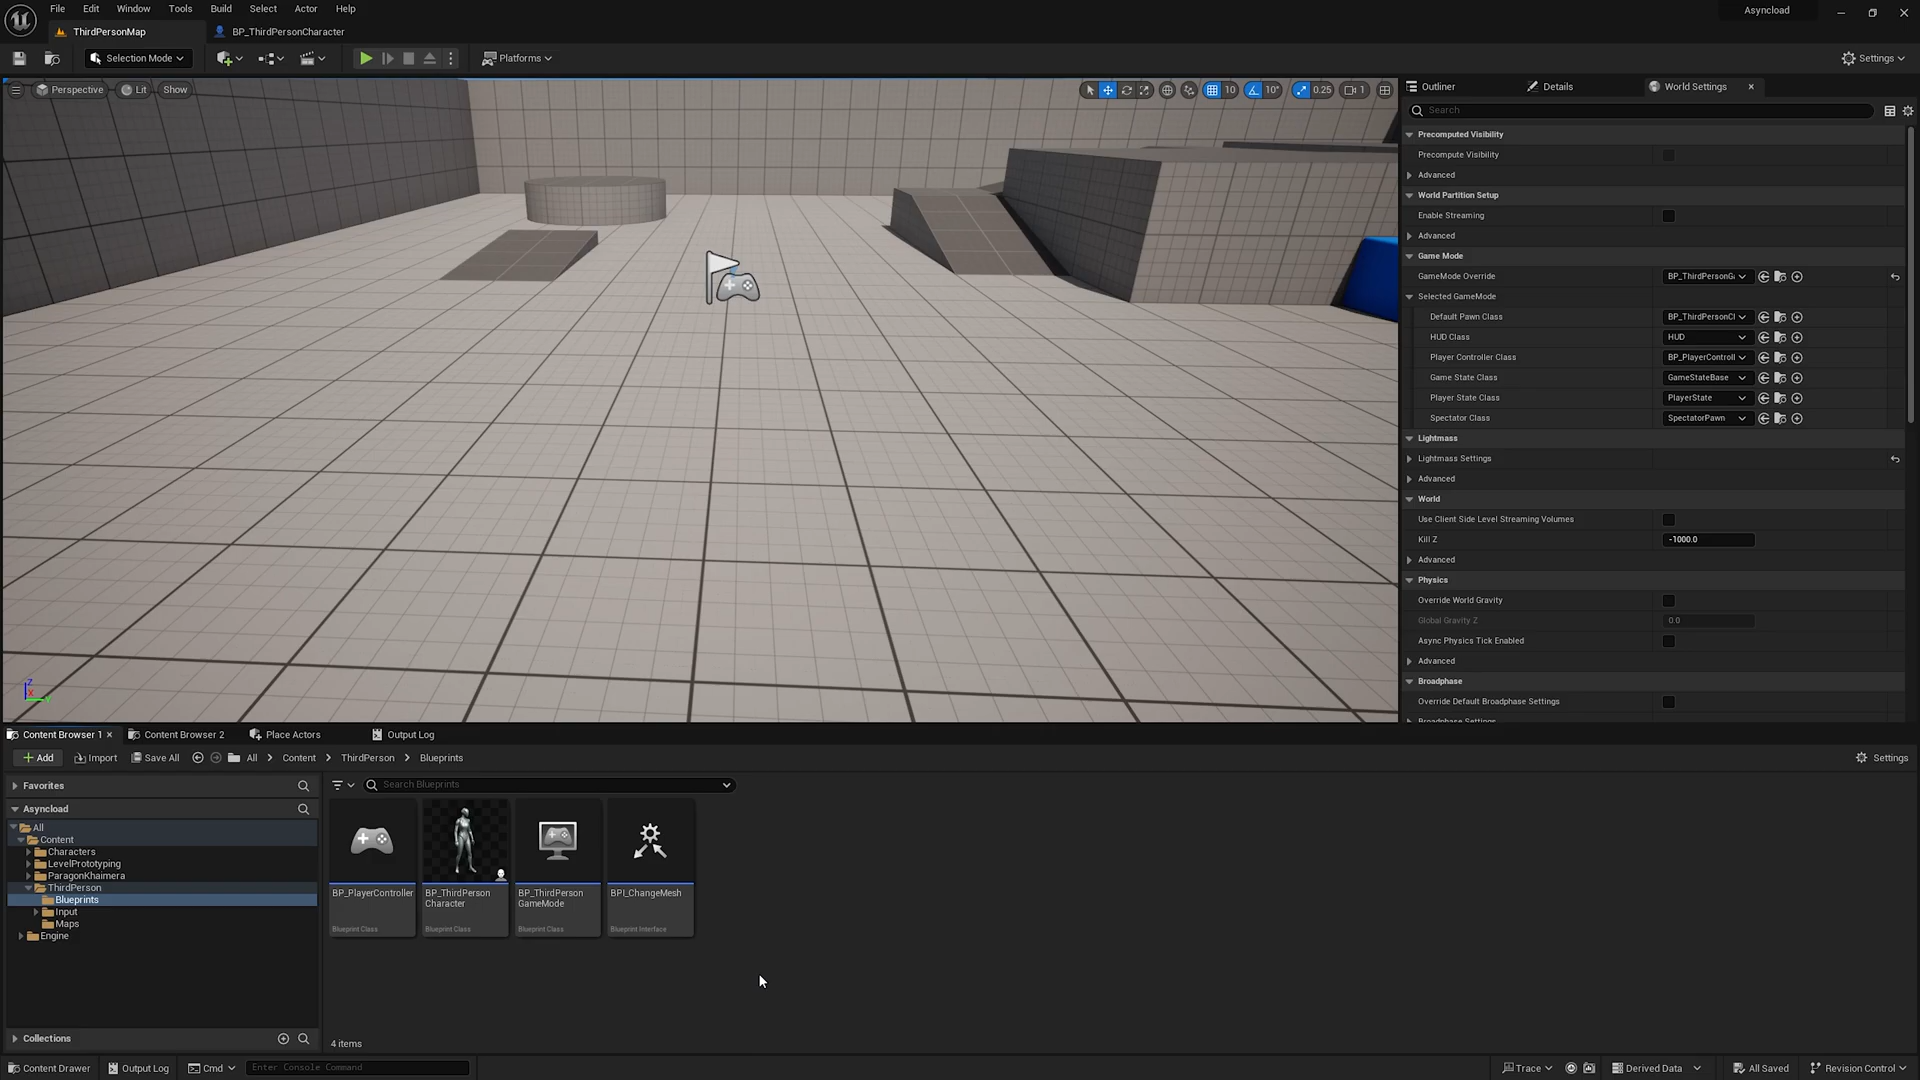 File Edit Window Tools Build Select Actor Help
Asyncload
ThirdPersonMap BP_ThirdPersonCharacter
Selection Mode Platforms Settings
Perspective Lit Show 10 10° 0.25 1
Outliner Details World Settings
Search
Precomputed Visibility
Precompute Visibility
Advanced
World Partition Setup
Enable Streaming
Advanced
Game Mode
GameMode Override BP_ThirdPersonG
Selected GameMode
Default Pawn Class BP_ThirdPersonCl
HUD Class HUD
Player Controller Class BP_PlayerControll
Game State Class GameStateBase
Player State Class PlayerState
Spectator Class SpectatorPawn
Lightmass
Lightmass Settings
Advanced
World
Use Client Side Level Streaming Volumes
Kill Z -1000.0
Advanced
Physics
Override World Gravity
Global Gravity Z 0.0
Async Physics Tick Enabled
Advanced
Broadphase
Override Default Broadphase Settings
Broadphase Settings
Z
X
Content Browser 1 Content Browser 2 Place Actors Output Log
Add Import Save All All Content ThirdPerson Blueprints Settings
Favorites
Asyncload
All
Content
Characters
LevelPrototyping
ParagonKhaimera
ThirdPerson
Blueprints
Input
Maps
Engine
Collections
Search Blueprints
BP_PlayerController
Blueprint Class
BP_ThirdPerson
Character
Blueprint Class
BP_ThirdPerson
GameMode
Blueprint Class
BPI_ChangeMesh
Blueprint Interface
4 items
Content Drawer Output Log Cmd Enter Console Command Trace Derived Data All Saved Revision Control